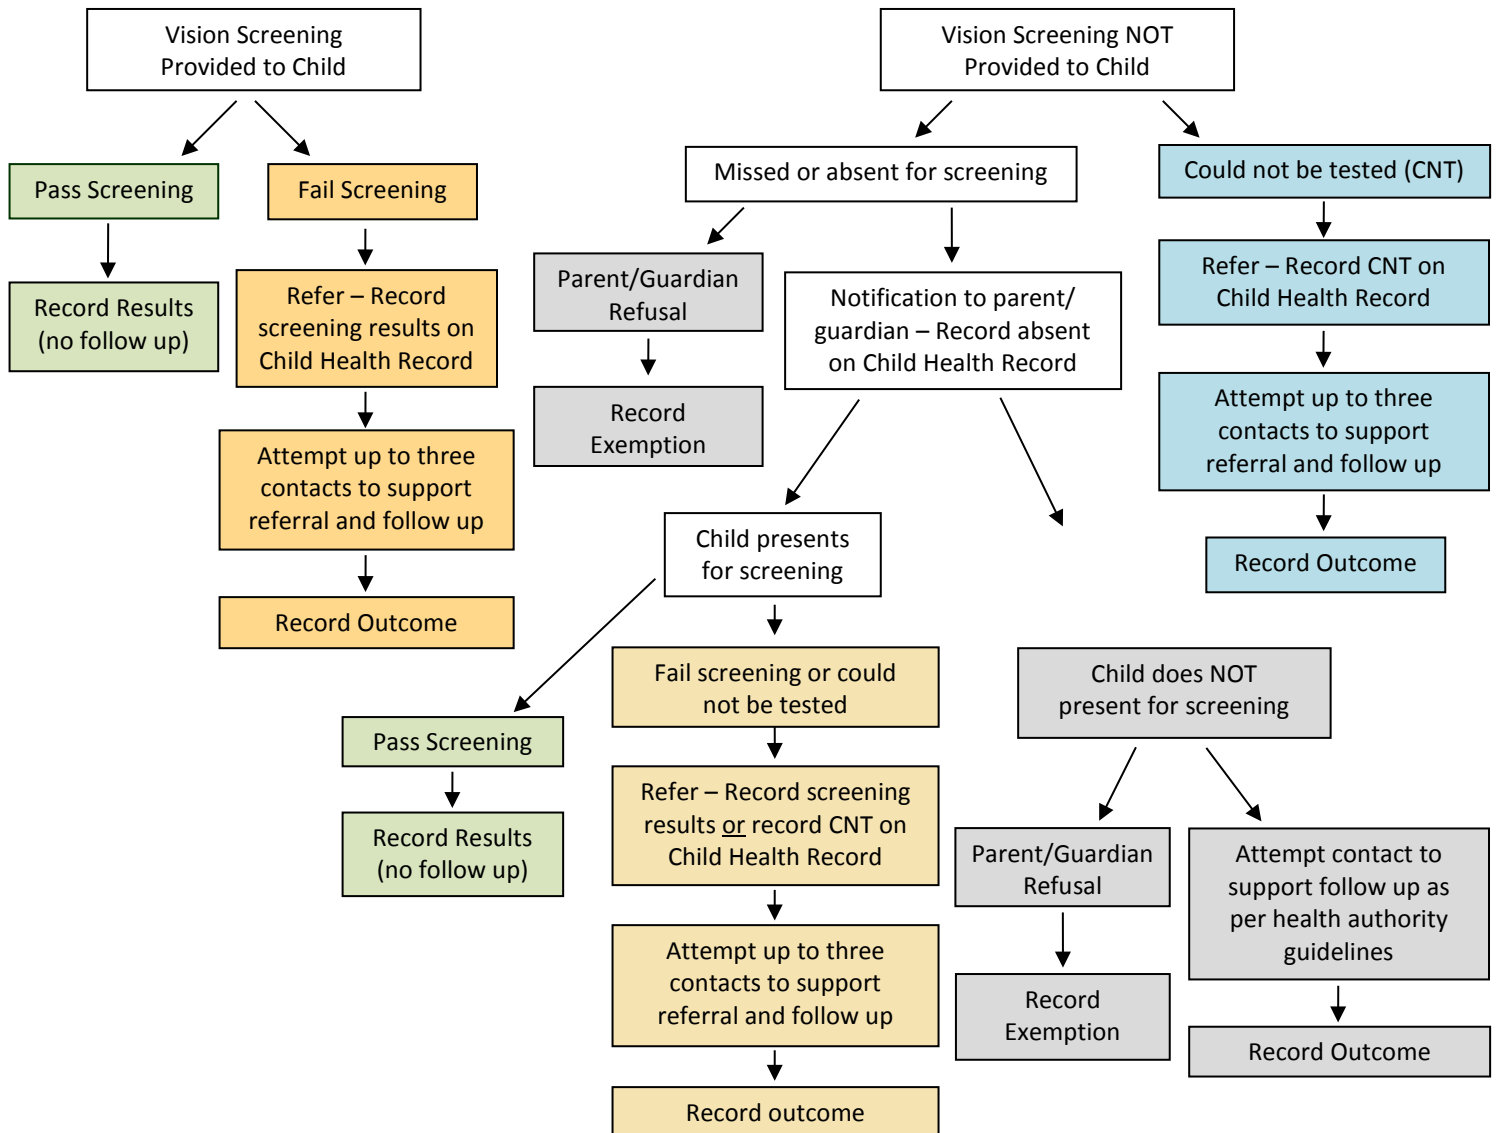 Vision Screening
Provided to Child
Pass Screening
Record Results
(no follow up)
Fail Screening
Refer – Record
screening results on
Child Health Record
Attempt up to three
contacts to support
referral and follow up
Record Outcome
Vision Screening NOT
Provided to Child
Missed or absent for screening
Parent/Guardian
Refusal
Record
Exemption
Notification to parent/
guardian – Record absent
on Child Health Record
Child presents
for screening
Pass Screening
Record Results
(no follow up)
Fail screening or could
not be tested
Refer – Record screening
results or record CNT on
Child Health Record
Attempt up to three
contacts to support
referral and follow up
Record outcome
Child does NOT
present for screening
Parent/Guardian
Refusal
Record
Exemption
Attempt contact to
support follow up as
per health authority
guidelines
Record Outcome
Could not be tested (CNT)
Refer – Record CNT on
Child Health Record
Attempt up to three
contacts to support
referral and follow up
Record Outcome